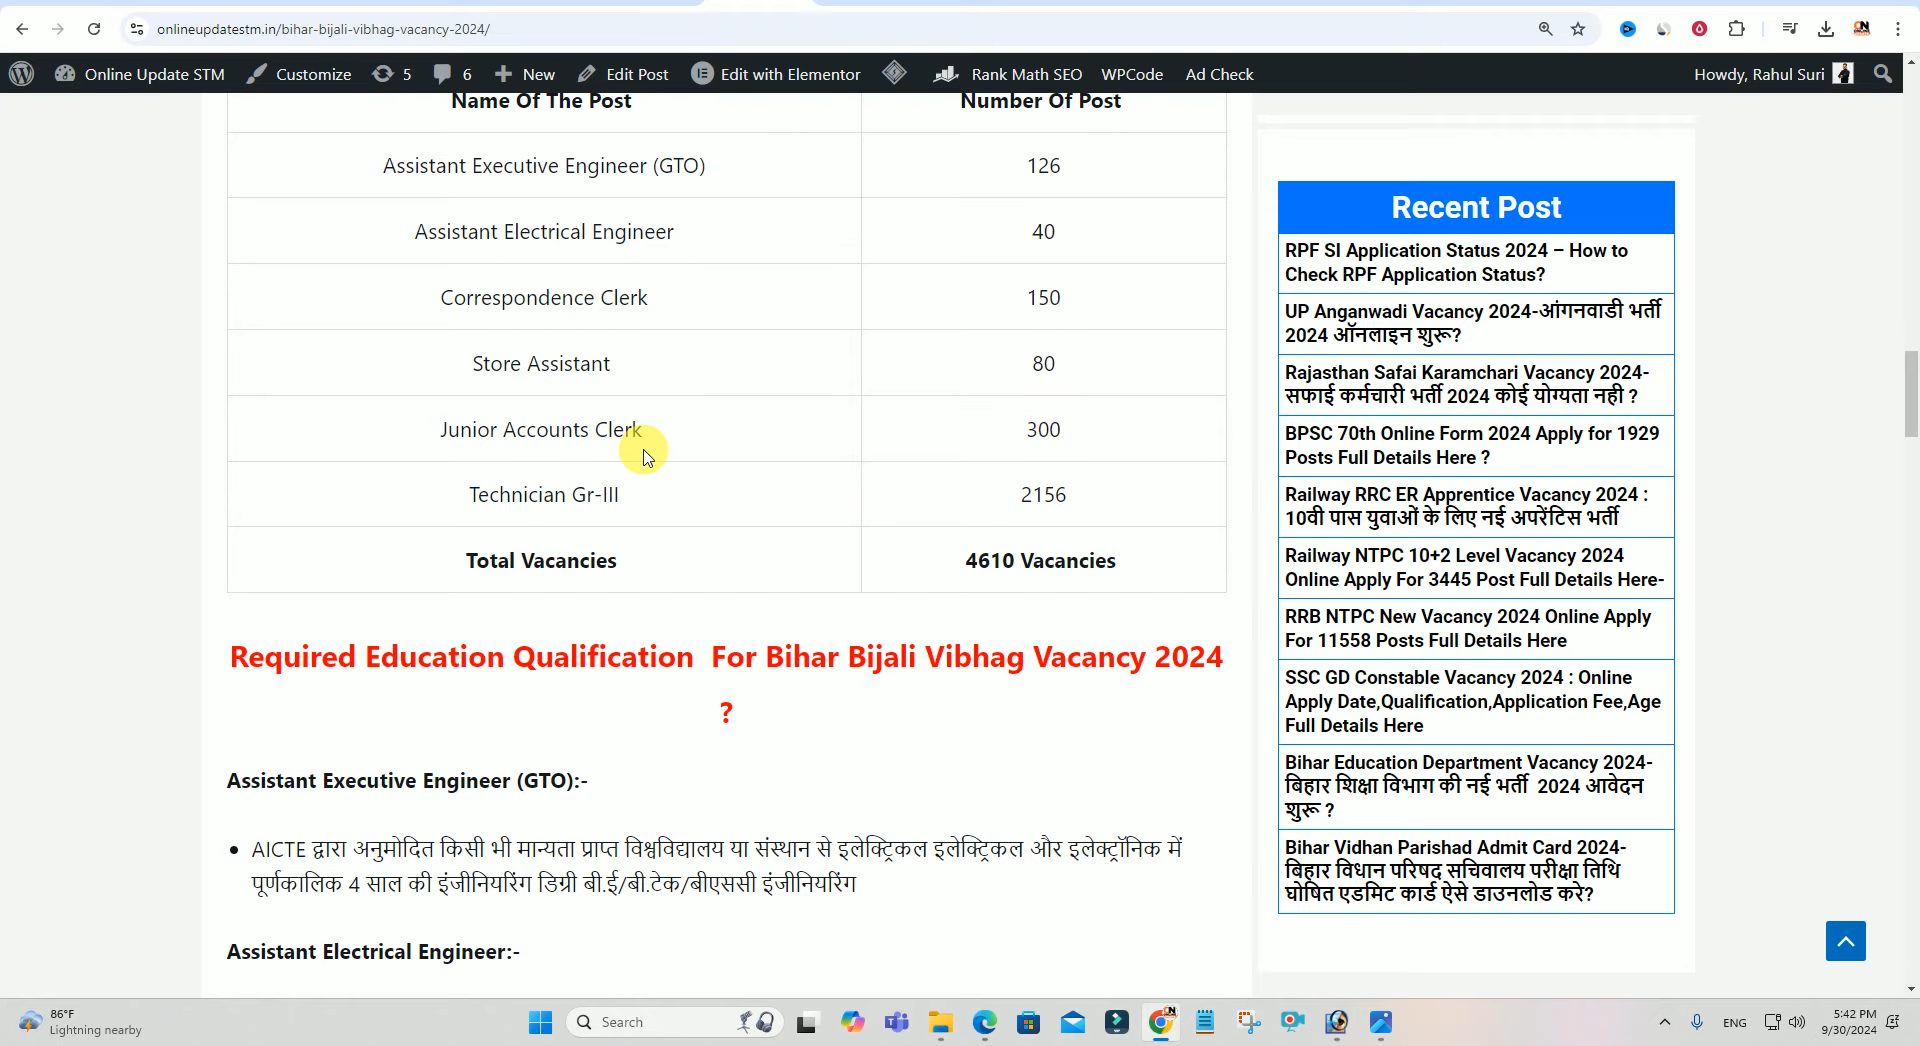 onlineupdatestm.in/bihar-bijali-vibhag-vacancy-2024/
Online Update STM Customize 5 6 New Edit Post Edit with Elementor Rank Math SEO WPCode Ad Check Howdy, Rahul Suri
Name Of The Post Number Of Post
Assistant Executive Engineer (GTO) 126
Assistant Electrical Engineer 40
Correspondence Clerk 150
Store Assistant 80
Junior Accounts Clerk 300
Technician Gr-III 2156
Total Vacancies 4610 Vacancies
Required Education Qualification For Bihar Bijali Vibhag Vacancy 2024
?
Assistant Executive Engineer (GTO):-
• AICTE द्वारा अनुमोदित किसी भी मान्यता प्राप्त विश्वविद्यालय या संस्थान से इलेक्ट्रिकल इलेक्ट्रिकल और इलेक्ट्रॉनिक में
पूर्णकालिक 4 साल की इंजीनियरिंग डिग्री बी.ई/बी.टेक/बीएससी इंजीनियरिंग
Assistant Electrical Engineer:-
Recent Post
RPF SI Application Status 2024 – How to
Check RPF Application Status?
UP Anganwadi Vacancy 2024-आंगनवाडी भर्ती
2024 ऑनलाइन शुरू?
Rajasthan Safai Karamchari Vacancy 2024-
सफाई कर्मचारी भर्ती 2024 कोई योग्यता नही ?
BPSC 70th Online Form 2024 Apply for 1929
Posts Full Details Here ?
Railway RRC ER Apprentice Vacancy 2024 :
10वी पास युवाओं के लिए नई अपरेंटिस भर्ती
Railway NTPC 10+2 Level Vacancy 2024
Online Apply For 3445 Post Full Details Here-
RRB NTPC New Vacancy 2024 Online Apply
For 11558 Posts Full Details Here
SSC GD Constable Vacancy 2024 : Online
Apply Date,Qualification,Application Fee,Age
Full Details Here
Bihar Education Department Vacancy 2024-
बिहार शिक्षा विभाग की नई भर्ती 2024 आवेदन
शुरू ?
Bihar Vidhan Parishad Admit Card 2024-
बिहार विधान परिषद सचिवालय परीक्षा तिथि
घोषित एडमिट कार्ड ऐसे डाउनलोड करे?
86°F
Lightning nearby
Search
ENG
5:42 PM
9/30/2024